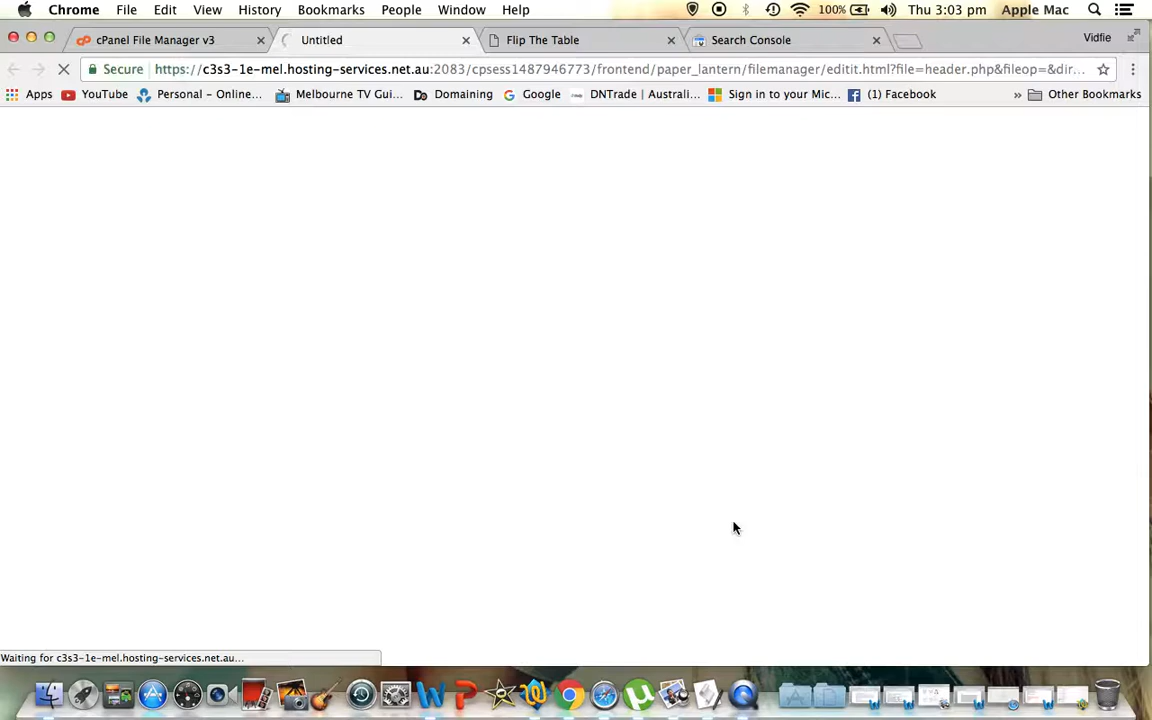 Chrome File Edit View History Bookmarks People Window Help 100% Thu 3:03 pm Apple Mac
cPanel File Manager v3 Untitled Flip The Table Search Console Vidfie
Secure https://c3s3-1e-mel.hosting-services.net.au:2083/cpsess1487946773/frontend/paper_lantern/filemanager/editit.html?file=header.php&fileop=&dir...
Apps YouTube Personal – Online... Melbourne TV Gui... Domaining Google DNTrade | Australi... Sign in to your Mic... (1) Facebook » Other Bookmarks
Waiting for c3s3-1e-mel.hosting-services.net.au...